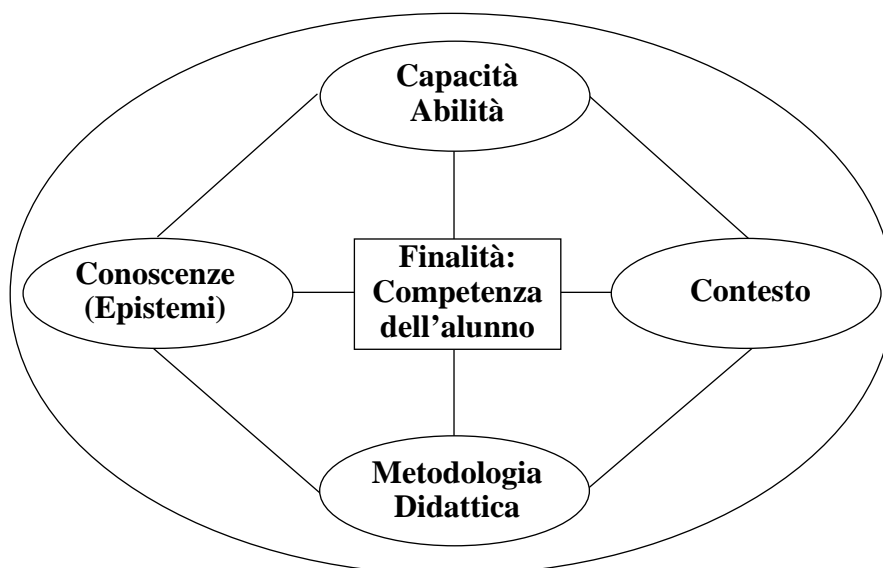 Capacità
Abilità
Conoscenze
(Epistemi)
Finalità:
Competenza
dell’alunno
Contesto
Metodologia
Didattica